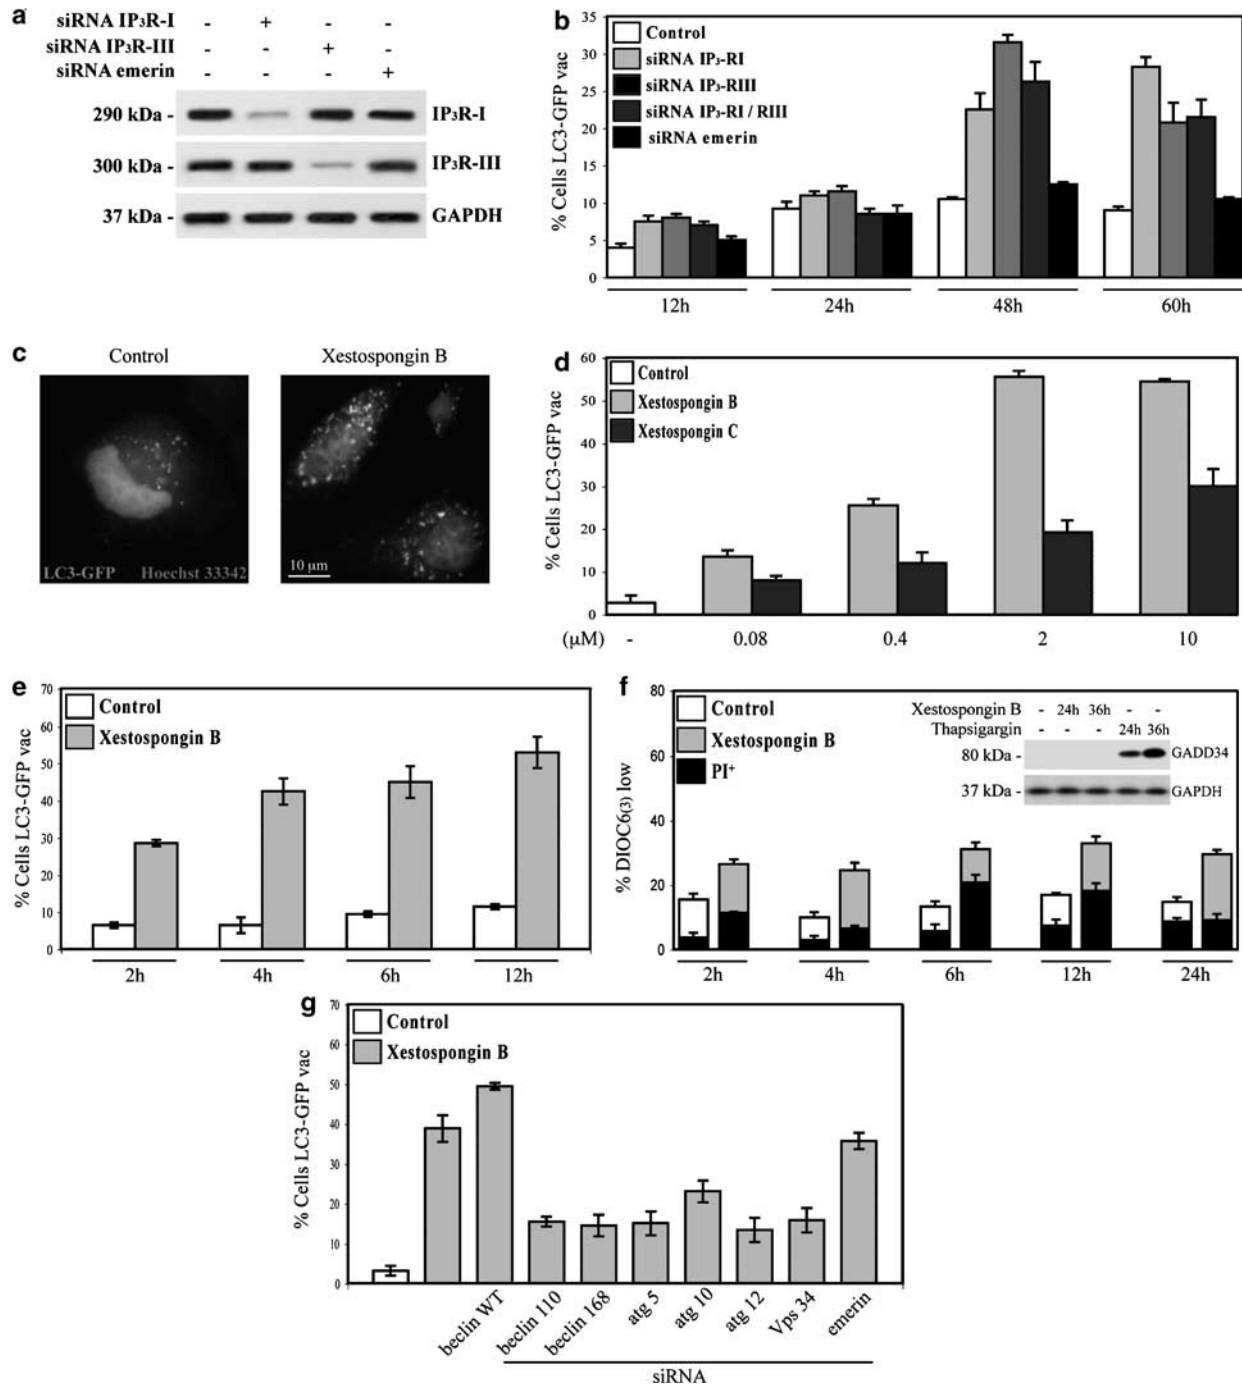 a
siRNA IP₃R-I - + - -
siRNA IP₃R-III - - + -
siRNA emerin - - - +
290 kDa - IP₃R-I
300 kDa - IP₃R-III
37 kDa - GAPDH
b
% Cells LC3-GFP vac
35
30
25
20
15
10
5
0
Control
siRNA IP₃-RI
siRNA IP₃-RIII
siRNA IP₃-RI / RIII
siRNA emerin
12h 24h 48h 60h
c
Control Xestospongin B
LC3-GFP Hoechst 33342
10 µm
d
% Cells LC3-GFP vac
60
50
40
30
20
10
0
Control
Xestospongin B
Xestospongin C
(µM) - 0.08 0.4 2 10
e
% Cells LC3-GFP vac
70
60
50
40
30
20
10
0
Control
Xestospongin B
2h 4h 6h 12h
f
% DIOC6(3) low
80
60
40
20
0
Control
Xestospongin B
PI⁺
Xestospongin B - 24h 36h - -
Thapsigargin - - - 24h 36h
80 kDa - GADD34
37 kDa - GAPDH
2h 4h 6h 12h 24h
g
% Cells LC3-GFP vac
70
60
50
40
30
20
10
0
Control
Xestospongin B
beclin WT
beclin 110
beclin 168
atg 5
atg 10
atg 12
Vps 34
emerin
siRNA